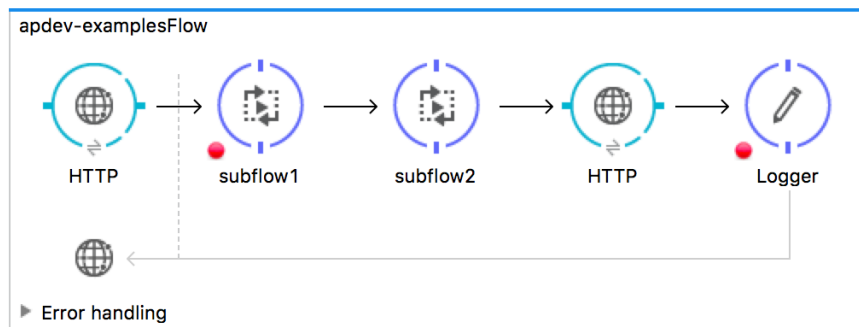 apdev-examplesFlow
HTTP
subflow1
subflow2
HTTP
Logger
Error handling